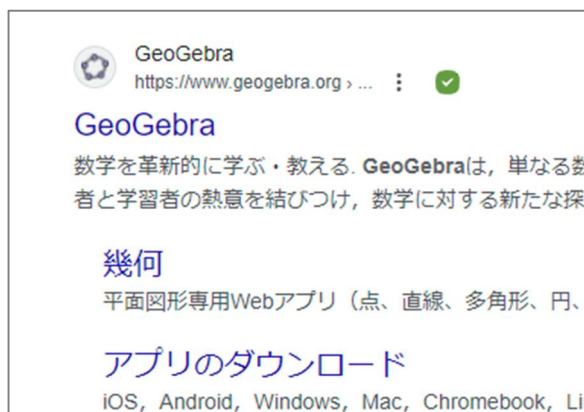 GeoGebra
https://www.geogebra.org › ...
GeoGebra
数学を革新的に学ぶ・教える. GeoGebraは，単なる数
者と学習者の熱意を結びつけ，数学に対する新たな探
幾何
平面図形専用Webアプリ（点、直線、多角形、円、
アプリのダウンロード
iOS，Android，Windows，Mac，Chromebook，Li